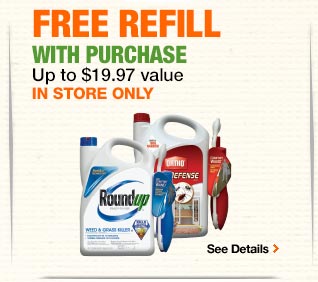 FREE REFILL
WITH PURCHASE
Up to $19.97 value
IN STORE ONLY
ORTHO
DEFENSE
Roundup
WEED & GRASS KILLER
See Details >